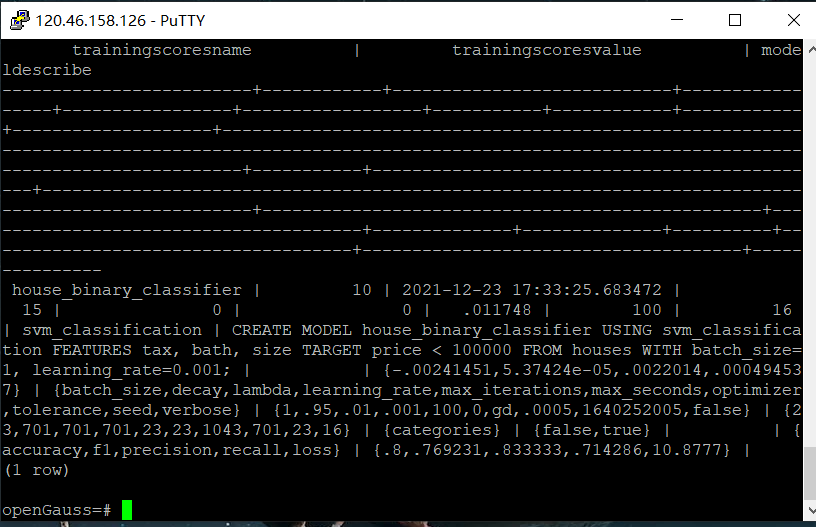 120.46.158.126 - PuTTY
trainingscoresname | trainingscoresvalue | mode
ldescribe
--------------------------+------------+-----------------------------+------------
-----+------------------+------------------+-----------+------------+------------
+--------------------+-----------------------------------------------------------
--------------------------------------------------------------------------------
--------------------------------------------------------------------------------
------------------------+-----------+-------------------------------------------
---+----------------------------------------------------------------------------
--------------------------+--------------------------------------------------+---
------------------------------------+--------------+--------------+----------+--
-----------------------------------+--------------------------------------+-----
----------
house_binary_classifier | 10 | 2021-12-23 17:33:25.683472 |
15 | 0 | 0 | .011748 | 100 | 16
| svm_classification | CREATE MODEL house_binary_classifier USING svm_classifica
tion FEATURES tax, bath, size TARGET price < 100000 FROM houses WITH batch_size=
1, learning_rate=0.001; | | {-.00241451,5.37424e-05,.0022014,.00049453
7} | {batch_size,decay,lambda,learning_rate,max_iterations,max_seconds,optimizer
,tolerance,seed,verbose} | {1,.95,.01,.001,100,0,gd,.0005,1640252005,false} | {2
3,701,701,701,23,23,1043,701,23,16} | {categories} | {false,true} | | {
accuracy,f1,precision,recall,loss} | {.8,.769231,.833333,.714286,10.8777} |
(1 row)
openGauss=#